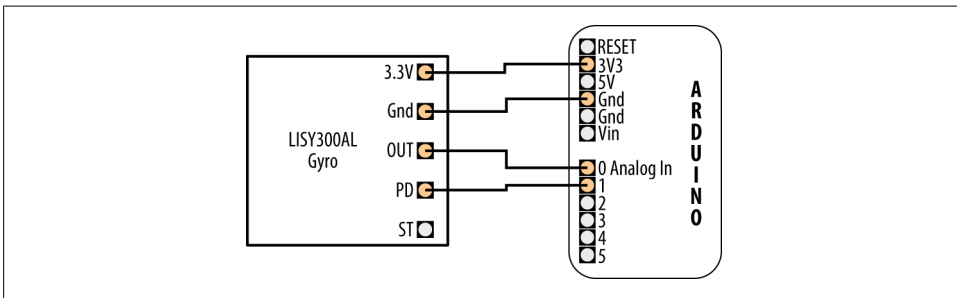 LISY300AL
Gyro
3.3V
Gnd
OUT
PD
ST
RESET
3V3
5V
Gnd
Gnd
Vin
0 Analog In
1
2
3
4
5
ARDUINO